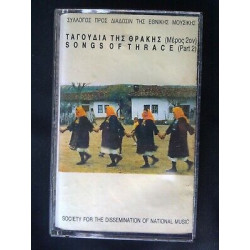 ΣΥΛΛΟΓΟΣ ΠΡΟΣ ΔΙΑΔΟΣΙΝ ΤΗΣ ΕΘΝΙΚΗΣ ΜΟΥΣΙΚΗΣ
ΤΑΓΟΥΔΙΑ ΤΗΣ ΘΡΑΚΗΣ (Μέρος 2ον)
SONGS OF THRACE (Part 2)
SOCIETY FOR THE DISSEMINATION OF NATIONAL MUSIC